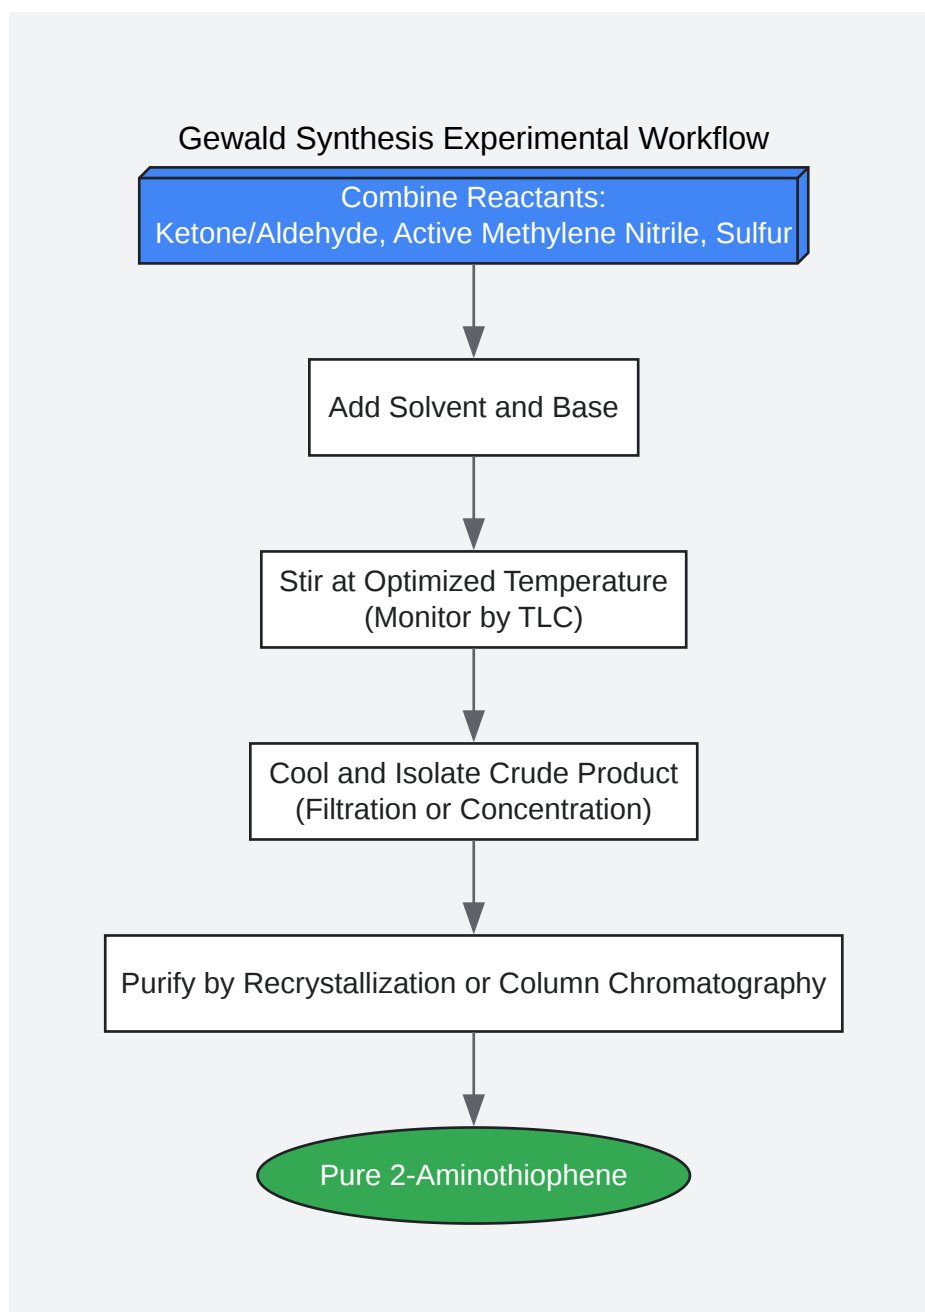 Gewald Synthesis Experimental Workflow
Combine Reactants:
Ketone/Aldehyde, Active Methylene Nitrile, Sulfur
Add Solvent and Base
Stir at Optimized Temperature
(Monitor by TLC)
Cool and Isolate Crude Product
(Filtration or Concentration)
Purify by Recrystallization or Column Chromatography
Pure 2-Aminothiophene